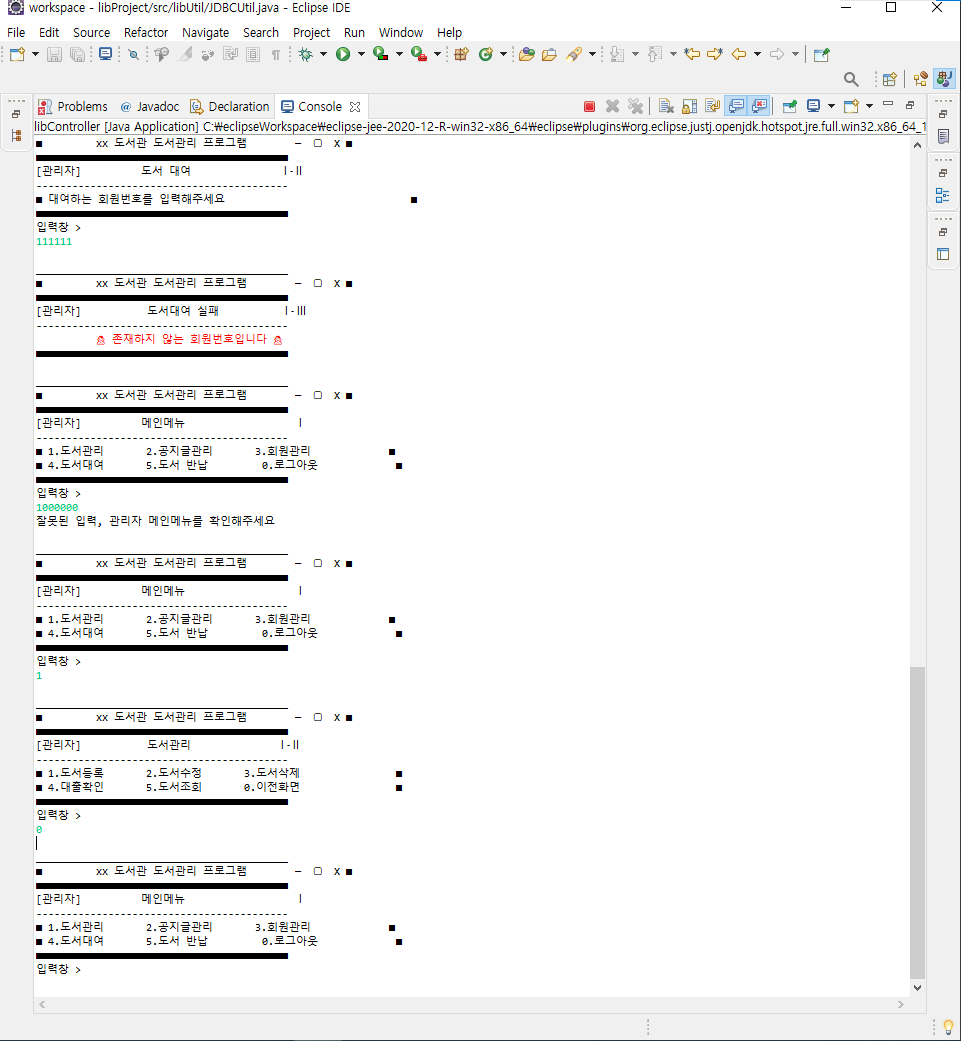 workspace - libProject/src/libUtil/JDBCUtil.java - Eclipse IDE
File Edit Source Refactor Navigate Search Project Run Window Help
Problems @ Javadoc Declaration Console
libController [Java Application] C:₩eclipseWorkspace₩eclipse-jee-2020-12-R-win32-x86_64₩eclipse₩plugins₩org.eclipse.justj.openjdk.hotspot.jre.full.win32.x86_64_1
■ xx 도서관 도서관리 프로그램 – ▢ X ■
[관리자] 도서 대여 Ⅰ-Ⅱ
------------------------------------------
■ 대여하는 회원번호를 입력해주세요 ■
입력창 >
111111
■ xx 도서관 도서관리 프로그램 – ▢ X ■
[관리자] 도서대여 실패 Ⅰ-Ⅲ
------------------------------------------
존재하지 않는 회원번호입니다
■ xx 도서관 도서관리 프로그램 – ▢ X ■
[관리자] 메인메뉴 Ⅰ
------------------------------------------
■ 1.도서관리 2.공지글관리 3.회원관리 ■
■ 4.도서대여 5.도서 반납 0.로그아웃 ■
입력창 >
1000000
잘못된 입력, 관리자 메인메뉴를 확인해주세요
■ xx 도서관 도서관리 프로그램 – ▢ X ■
[관리자] 메인메뉴 Ⅰ
------------------------------------------
■ 1.도서관리 2.공지글관리 3.회원관리 ■
■ 4.도서대여 5.도서 반납 0.로그아웃 ■
입력창 >
1
■ xx 도서관 도서관리 프로그램 – ▢ X ■
[관리자] 도서관리 Ⅰ-Ⅱ
------------------------------------------
■ 1.도서등록 2.도서수정 3.도서삭제 ■
■ 4.대출확인 5.도서조회 0.이전화면 ■
입력창 >
0
■ xx 도서관 도서관리 프로그램 – ▢ X ■
[관리자] 메인메뉴 Ⅰ
------------------------------------------
■ 1.도서관리 2.공지글관리 3.회원관리 ■
■ 4.도서대여 5.도서 반납 0.로그아웃 ■
입력창 >